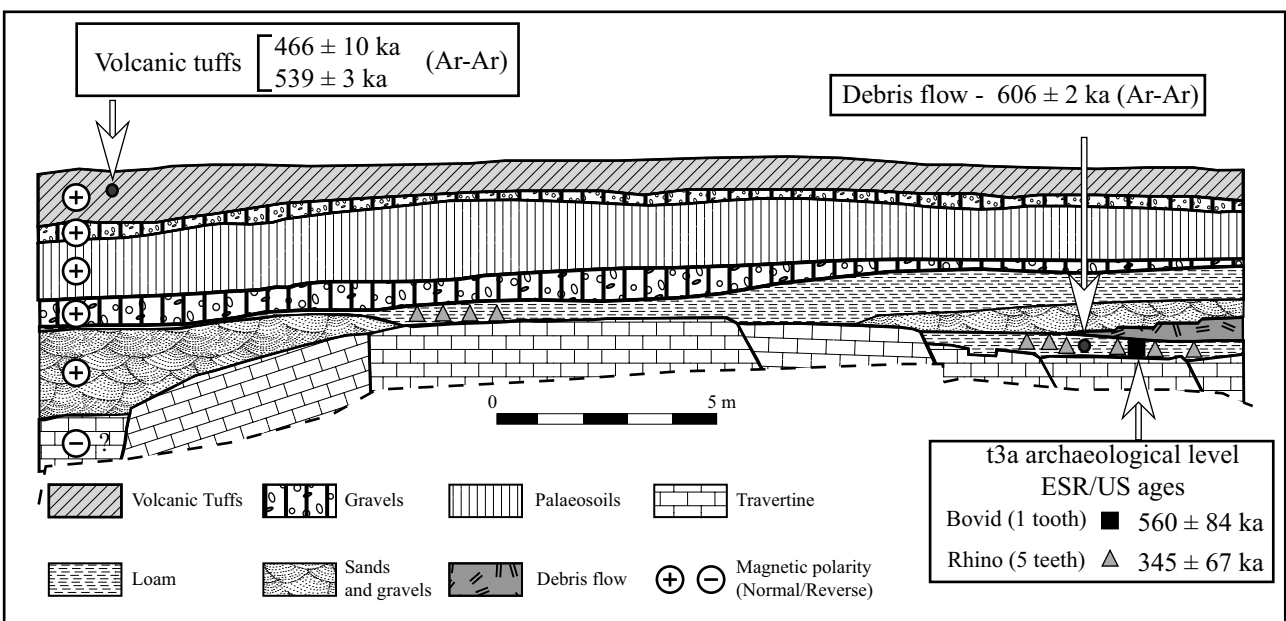 Volcanic tuffs
466 ± 10 ka
539 ± 3 ka
(Ar-Ar)
Debris flow - 606 ± 2 ka (Ar-Ar)
+
+
+
+
+
− ?
0 5 m
t3a archaeological level
ESR/US ages
Bovid (1 tooth) 560 ± 84 ka
Rhino (5 teeth) 345 ± 67 ka
Volcanic Tuffs
Gravels
Palaeosoils
Travertine
Loam
Sands
and gravels
Debris flow
+ −
Magnetic polarity
(Normal/Reverse)